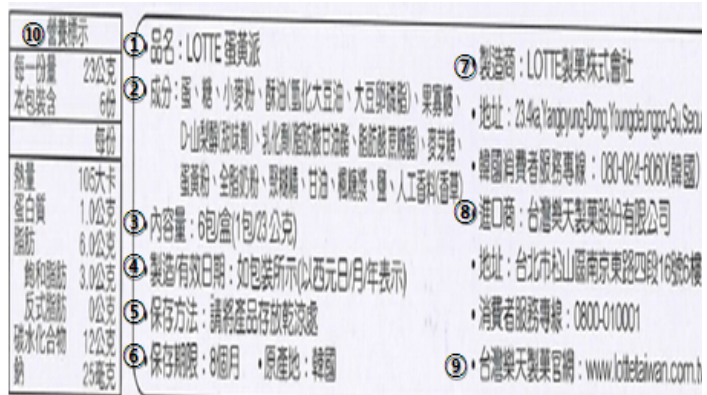 ⑩ 營養標示
每一份量 23公克
本包裝含 6份
每份
熱量 105大卡
蛋白質 1.0公克
脂肪 6.0公克
飽和脂肪 3.0公克
反式脂肪 0公克
碳水化合物 12公克
鈉 25毫克
① 品名：LOTTE 蛋黃派
② 成分：蛋、糖、小麥粉、酥油(氫化大豆油、大豆卵磷脂)、果寡糖、
D-山梨醇(甜味劑)、乳化劑(脂肪酸甘油酯、脂肪酸蔗糖酯)、麥芽糖、
蛋黃粉、全脂奶粉、聚糊精、甘油、楓糖漿、鹽、人工香料(香草)
③ 內容量：6包/盒(1包/23公克)
④ 製造/有效日期：如包裝所示(以西元日/月/年表示)
⑤ 保存方法：請將產品存放乾涼處
⑥ 保存期限：8個月 •原產地：韓國
⑦ 製造商：LOTTE製菓株式會社
•地址：23,4ka,Yangpyung-Dong,Youngdeungpo-Gu,Seou
•韓國消費者服務專線：080-024-6060(韓國)
⑧ 進口商：台灣樂天製菓股份有限公司
•地址：台北市松山區南京東路四段16號6樓
•消費者服務專線：0800-010001
⑨ •台灣樂天製菓官網：www.lottetaiwan.com.h